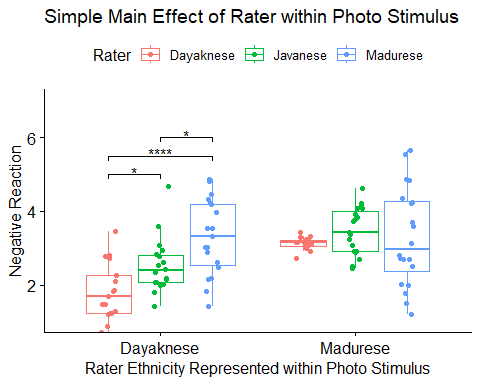 Simple Main Effect of Rater within Photo Stimulus
Rater Dayaknese Javanese Madurese
Negative Reaction
6
4
2
*
****
*
Dayaknese Madurese
Rater Ethnicity Represented within Photo Stimulus